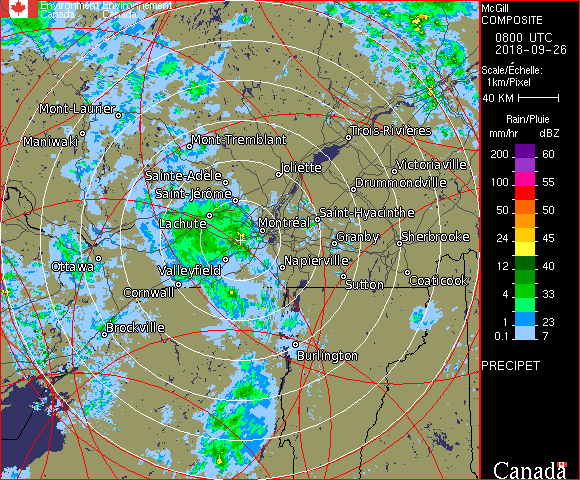 Environment Environnement
Canada Canada
McGill
COMPOSITE
0800 UTC
2018-09-26
Scale/Échelle:
1km/Pixel
40 KM
Rain/Pluie
mm/hr dBZ
200 60
100 55
50 50
24 45
12 40
8 33
4 28
1 23
0.1 7
PRECIPET
Canada
Mont-Laurier
Maniwaki
Mont-Tremblant
Trois-Rivières
Joliette
Victoriaville
Sainte-Adèle
Drummondville
Saint-Jérôme
Saint-Hyacinthe
Lachute
Montréal
Granby
Sherbrooke
Ottawa
Valleyfield
Napierville
Cornwall
Sutton
Coaticook
Brockville
Burlington